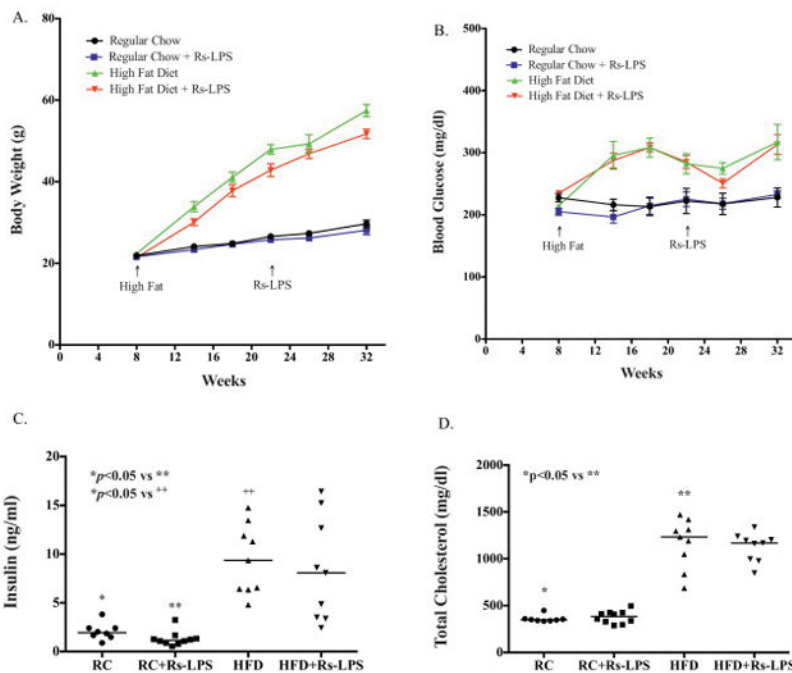 A.
Regular Chow
Regular Chow + Rs-LPS
High Fat Diet
High Fat Diet + Rs-LPS
80
60
40
20
0
Body Weight (g)
High Fat
Rs-LPS
0 4 8 12 16 20 24 28 32
Weeks
B.
Regular Chow
Regular Chow + Rs-LPS
High Fat Diet
High Fat Diet + Rs-LPS
500
400
300
200
100
0
Blood Glucose (mg/dl)
High Fat
Rs-LPS
0 4 8 12 16 20 24 28 32
Weeks
C.
*p<0.05 vs **
*p<0.05 vs ++
20
15
10
5
0
Insulin (ng/ml)
*
**
++
RC RC+Rs-LPS HFD HFD+Rs-LPS
D.
*p<0.05 vs **
2000
1500
1000
500
0
Total Cholesterol (mg/dl)
*
**
RC RC+Rs-LPS HFD HFD+Rs-LPS